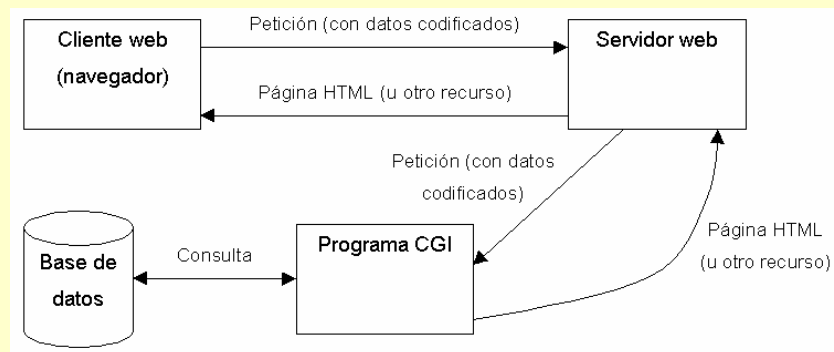 Cliente web
(navegador)
Petición (con datos codificados)
Servidor web
Página HTML (u otro recurso)
Petición (con datos
codificados)
Programa CGI
Página HTML
(u otro recurso)
Base de
datos
Consulta